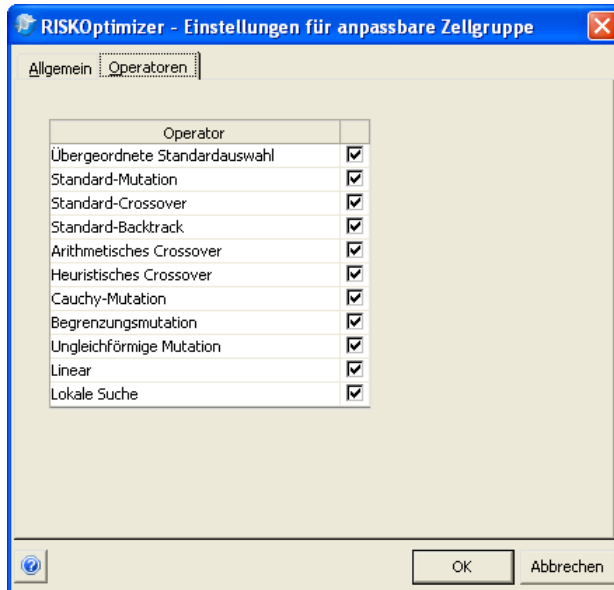 RISKOptimizer - Einstellungen für anpassbare Zellgruppe
Allgemein Operatoren
Operator
Übergeordnete Standardauswahl
Standard-Mutation
Standard-Crossover
Standard-Backtrack
Arithmetisches Crossover
Heuristisches Crossover
Cauchy-Mutation
Begrenzungsmutation
Ungleichförmige Mutation
Linear
Lokale Suche
OK Abbrechen